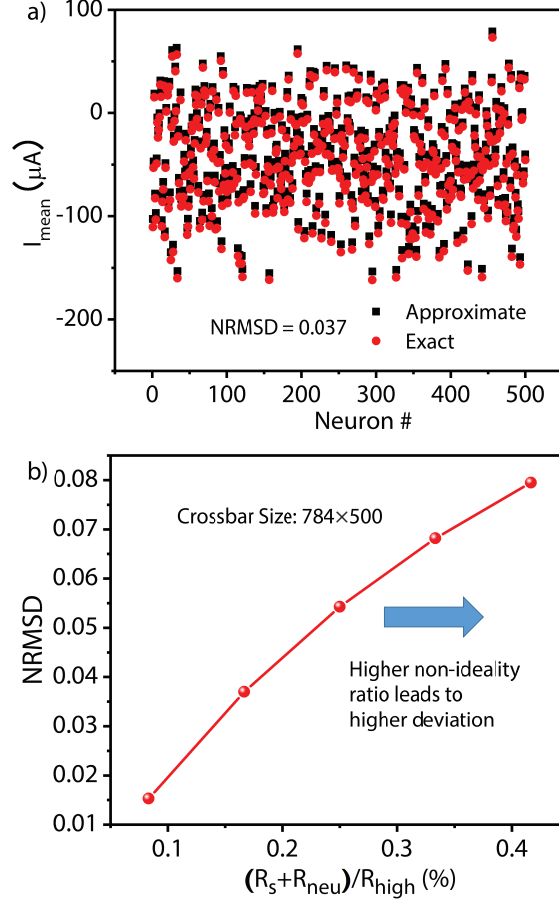 a)
100
0
-100
-200
I_mean (μA)
NRMSD = 0.037
Approximate
Exact
0 100 200 300 400 500
Neuron #
b)
0.08
0.07
0.06
0.05
0.04
0.03
0.02
0.01
NRMSD
Crossbar Size: 784×500
Higher non-ideality
ratio leads to
higher deviation
0.1 0.2 0.3 0.4
(R_s+R_neu)/R_high (%)